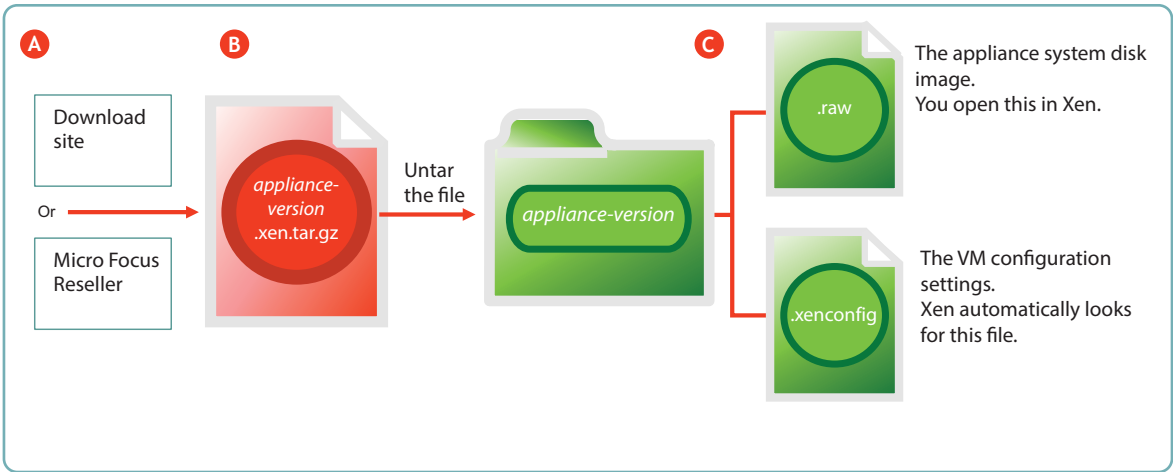 A
B
C
Download
site
Or
Micro Focus
Reseller
appliance-
version
.xen.tar.gz
Untar
the file
appliance-version
.raw
The appliance system disk
image.
You open this in Xen.
.xenconfig
The VM configuration
settings.
Xen automatically looks
for this file.